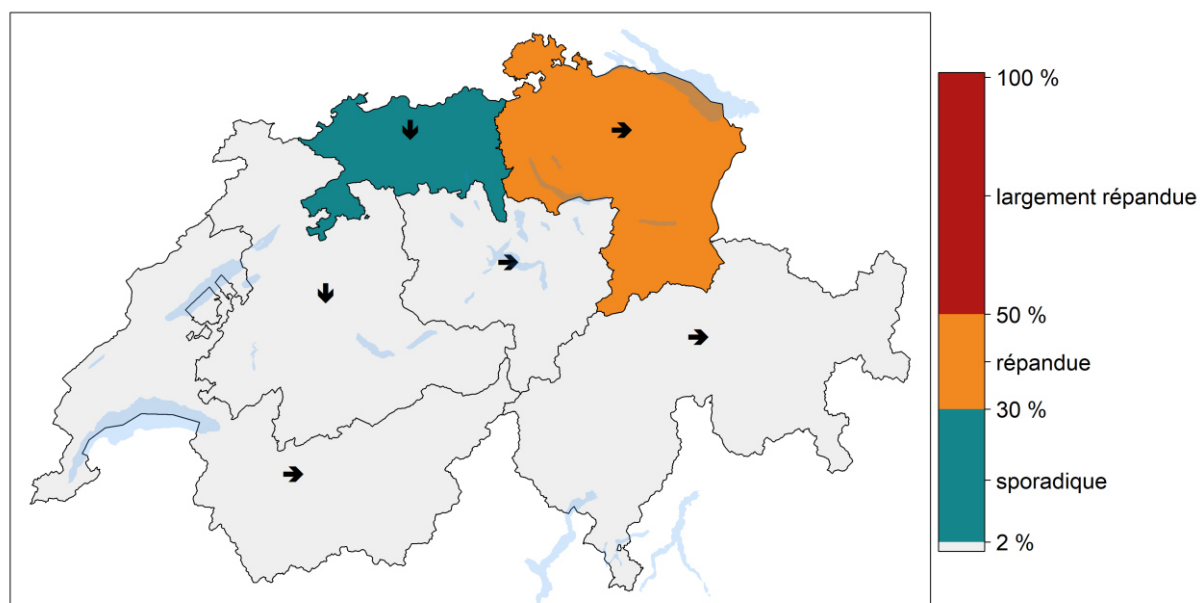 100 %
largement répandue
50 %
répandue
30 %
sporadique
2 %